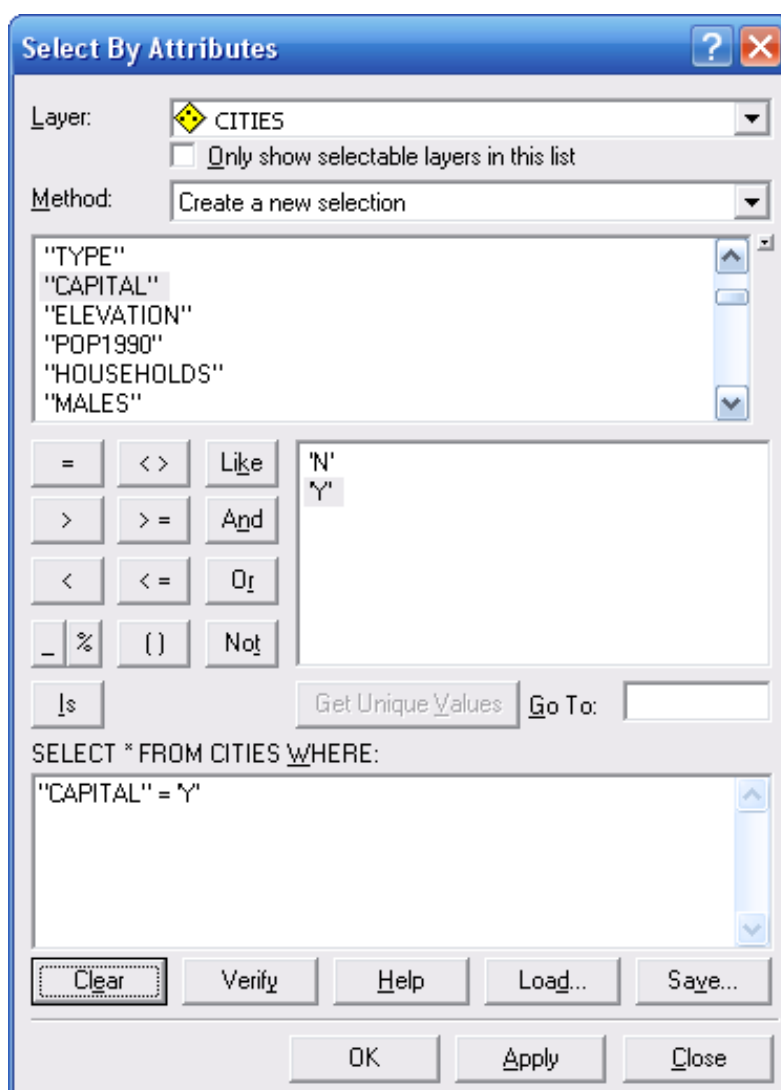 Select By Attributes ?
Layer: CITIES
Only show selectable layers in this list
Method: Create a new selection
"TYPE"
"CAPITAL"
"ELEVATION"
"POP1990"
"HOUSEHOLDS"
"MALES"
= < > Like
> > = And
< < = Or
_ % ( ) Not
Is
'N'
'Y'
Get Unique Values Go To:
SELECT * FROM CITIES WHERE:
"CAPITAL" = 'Y'
Clear Verify Help Load... Save...
OK Apply Close